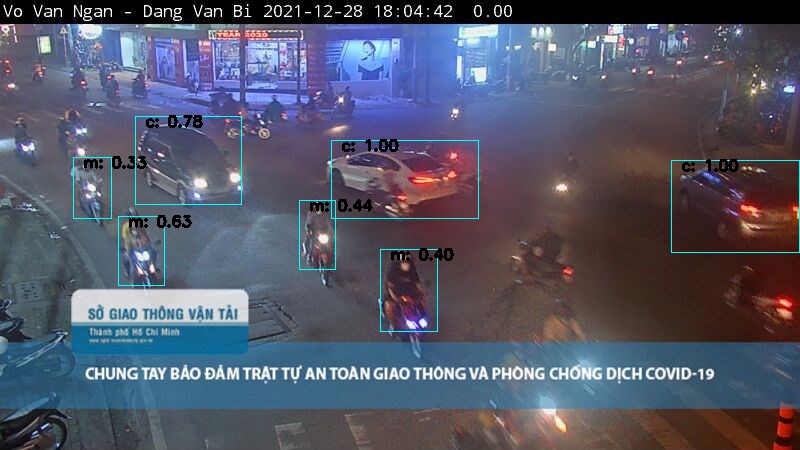 Vo Van Ngan - Dang Van Bi 2021-12-28 18:04:42 0.00
YEAR 2020
c: 0.78
c: 1.00
c: 1.00
m: 0.33
m: 0.44
m: 0.63
m: 0.40
SỞ GIAO THÔNG VẬN TẢI
Thành phố Hồ Chí Minh
CHUNG TAY BẢO ĐẢM TRẬT TỰ AN TOÀN GIAO THÔNG VÀ PHÒNG CHỐNG DỊCH COVID-19